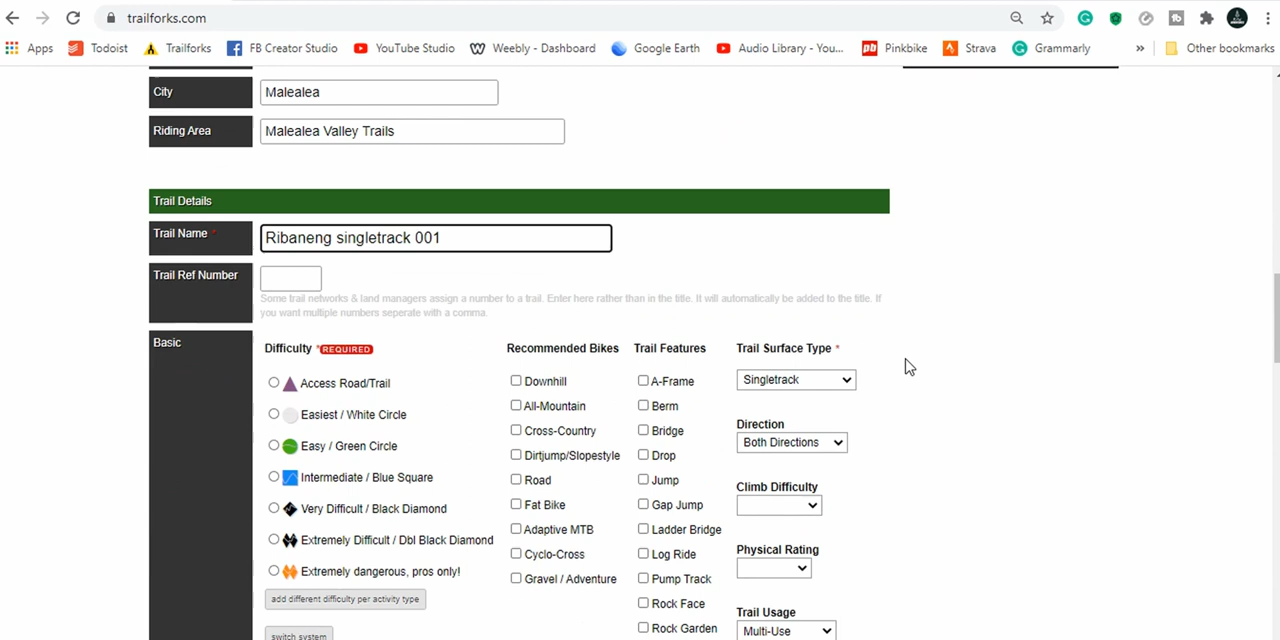 trailforks.com
Apps Todoist Trailforks FB Creator Studio YouTube Studio Weebly - Dashboard Google Earth Audio Library - You... Pinkbike Strava Grammarly » Other bookmarks
City Malealea
Riding Area Malealea Valley Trails
Trail Details
Trail Name * Ribaneng singletrack 001
Trail Ref Number
Some trail networks & land managers assign a number to a trail. Enter here rather than in the title. It will automatically be added to the title. If
you want multiple numbers seperate with a comma.
Basic
Difficulty *REQUIRED
Access Road/Trail
Easiest / White Circle
Easy / Green Circle
Intermediate / Blue Square
Very Difficult / Black Diamond
Extremely Difficult / Dbl Black Diamond
Extremely dangerous, pros only!
add different difficulty per activity type
switch system
Recommended Bikes
Downhill
All-Mountain
Cross-Country
Dirtjump/Slopestyle
Road
Fat Bike
Adaptive MTB
Cyclo-Cross
Gravel / Adventure
Trail Features
A-Frame
Berm
Bridge
Drop
Jump
Gap Jump
Ladder Bridge
Log Ride
Pump Track
Rock Face
Rock Garden
Trail Surface Type *
Singletrack
Direction
Both Directions
Climb Difficulty
Physical Rating
Trail Usage
Multi-Use